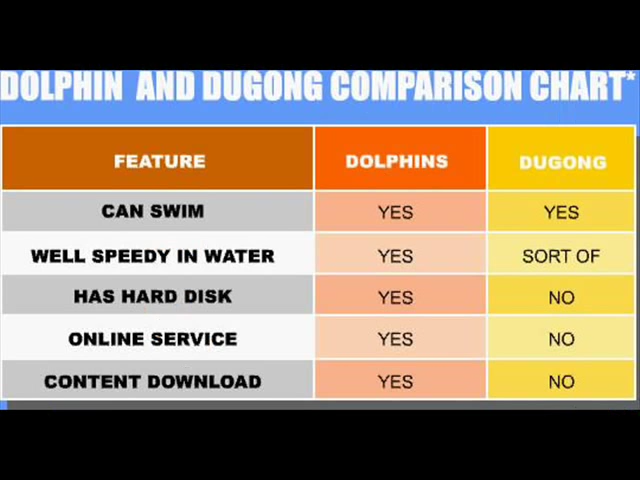 DOLPHIN AND DUGONG COMPARISON CHART*
FEATURE DOLPHINS DUGONG
CAN SWIM YES YES
WELL SPEEDY IN WATER YES SORT OF
HAS HARD DISK YES NO
ONLINE SERVICE YES NO
CONTENT DOWNLOAD YES NO